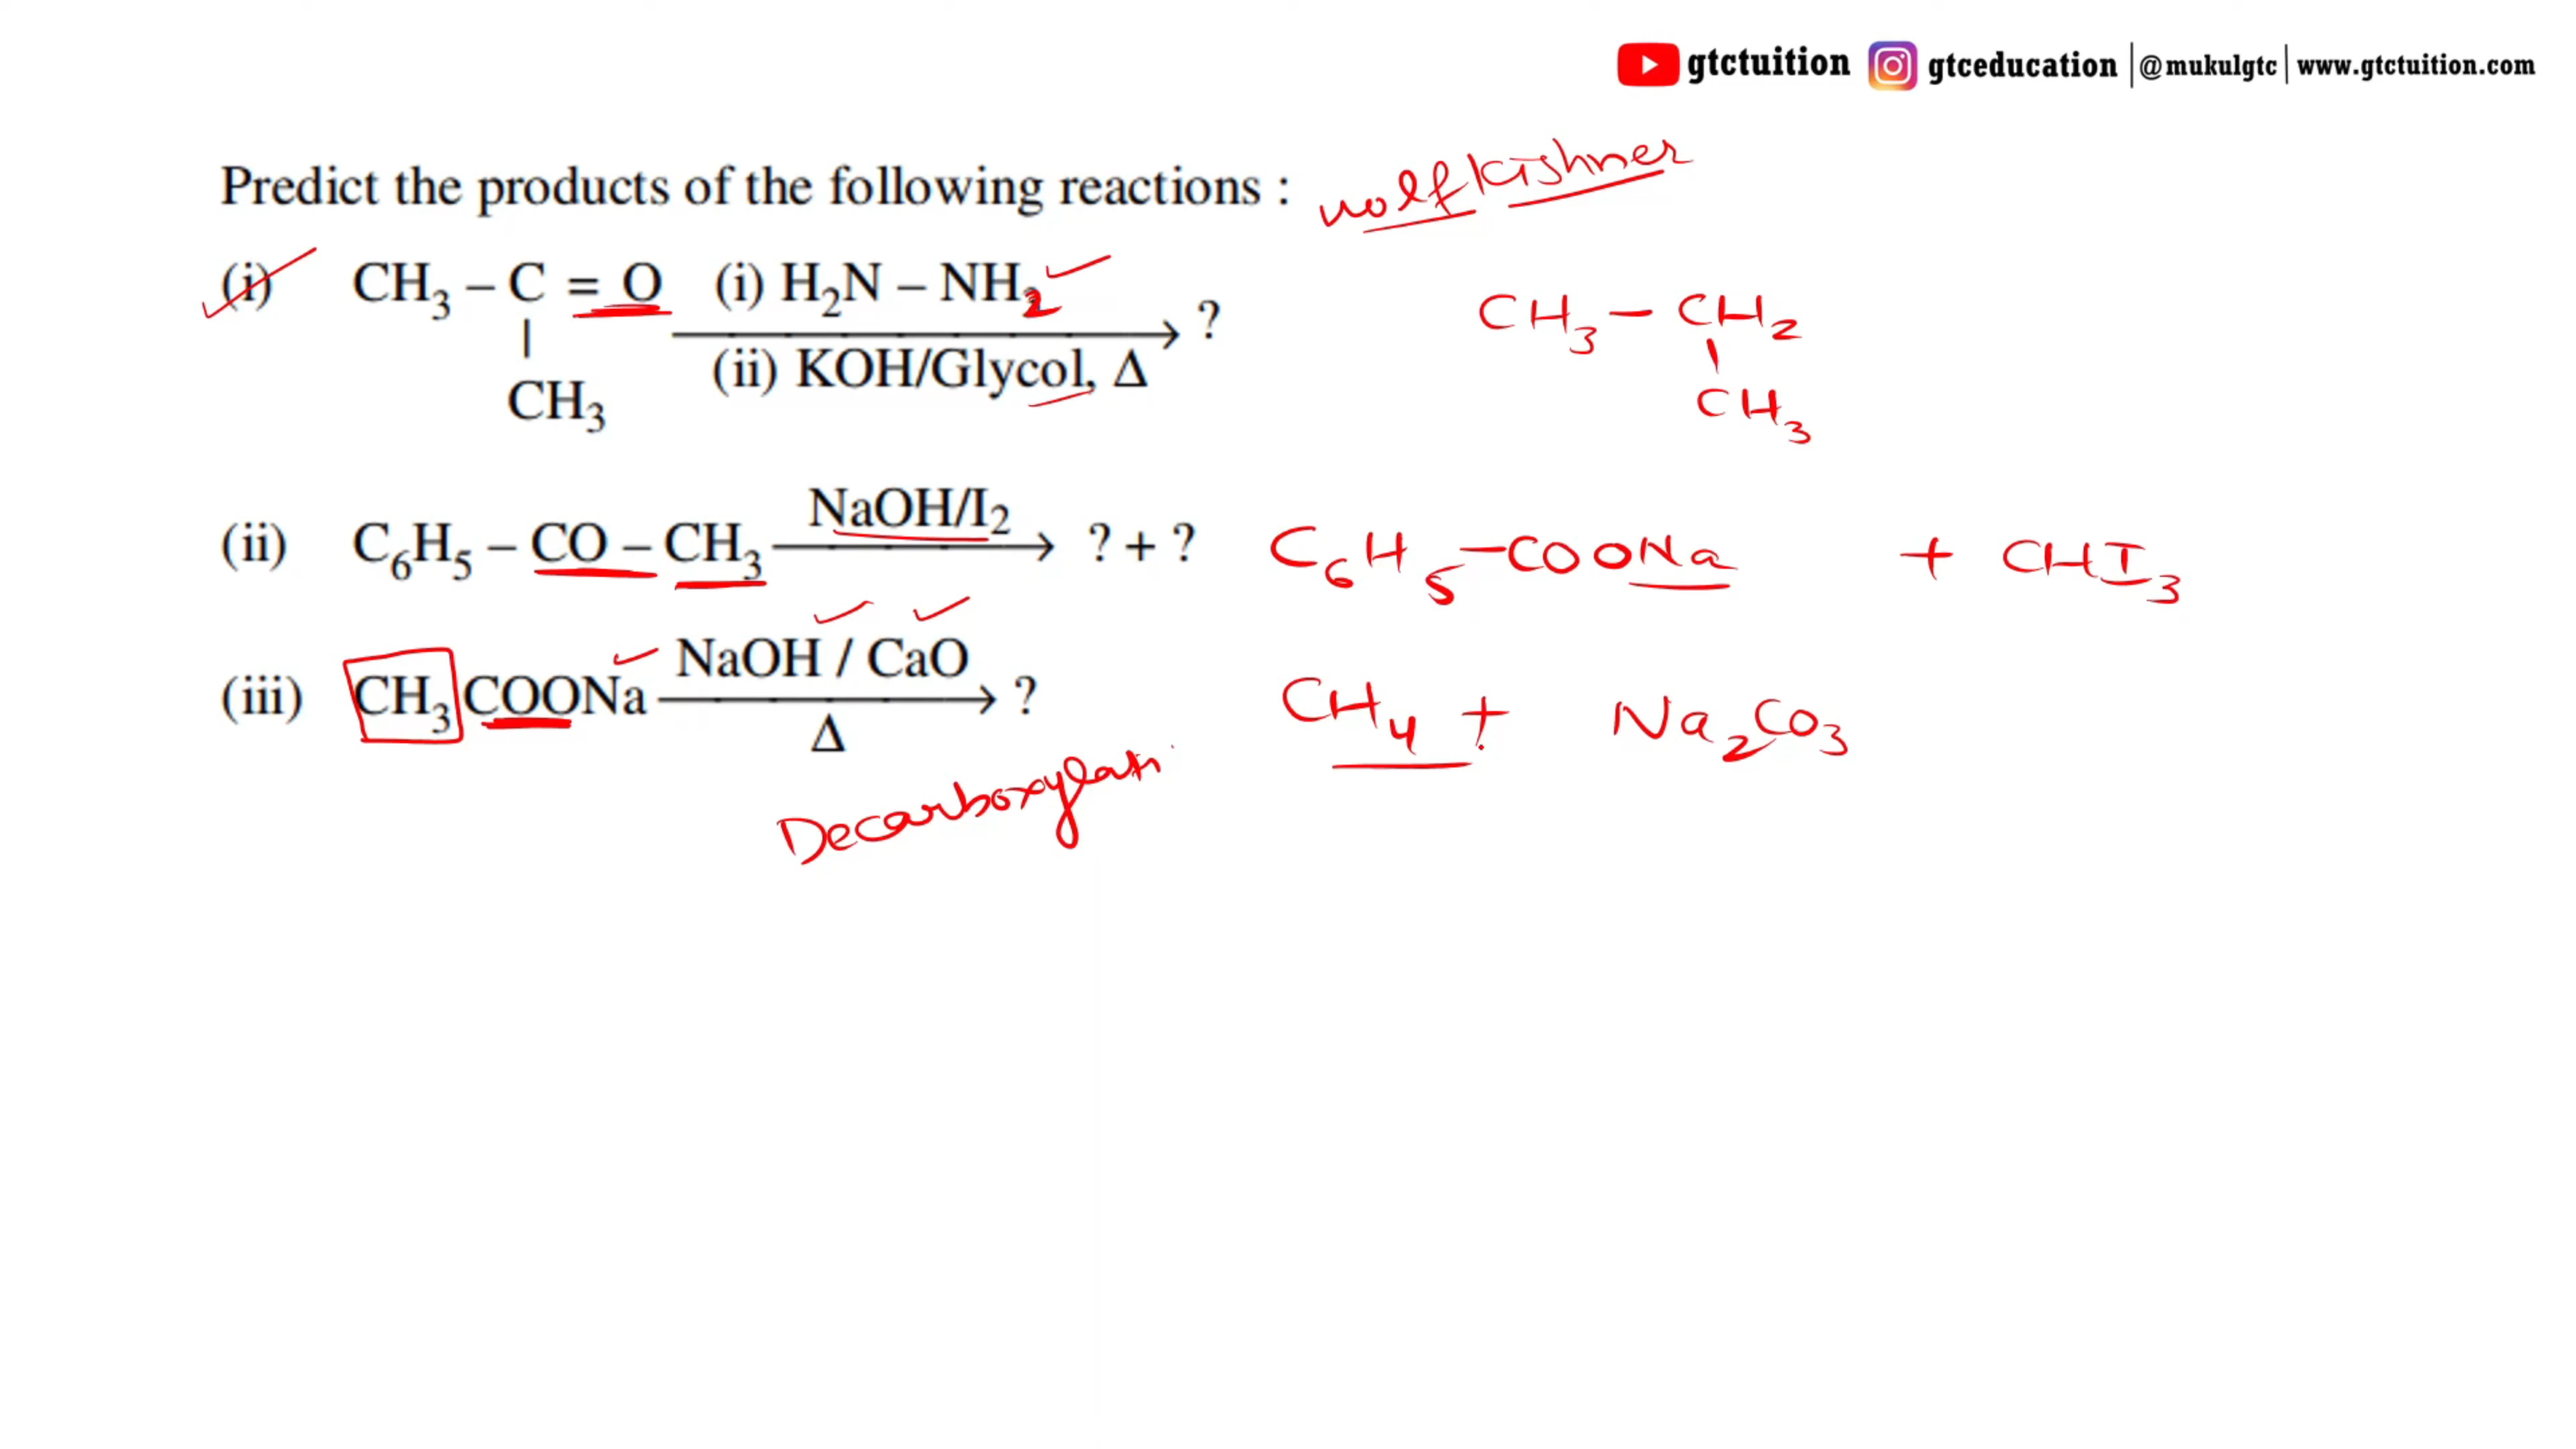 gtctuition gtceducation | @mukulgtc | www.gtctuition.com
Predict the products of the following reactions : wolf kishner
(i) CH₃ – C = O (i) H₂N – NH₂ ?
(ii) KOH/Glycol, Δ
|
CH₃
CH₃ – CH₂
|
CH₃
(ii) C₆H₅ – CO – CH₃ NaOH/I₂ → ? + ? C₆H₅ – COONa + CHI₃
(iii) CH₃COONa NaOH / CaO → ? CH₄ + Na₂CO₃
Δ
Decarboxylati